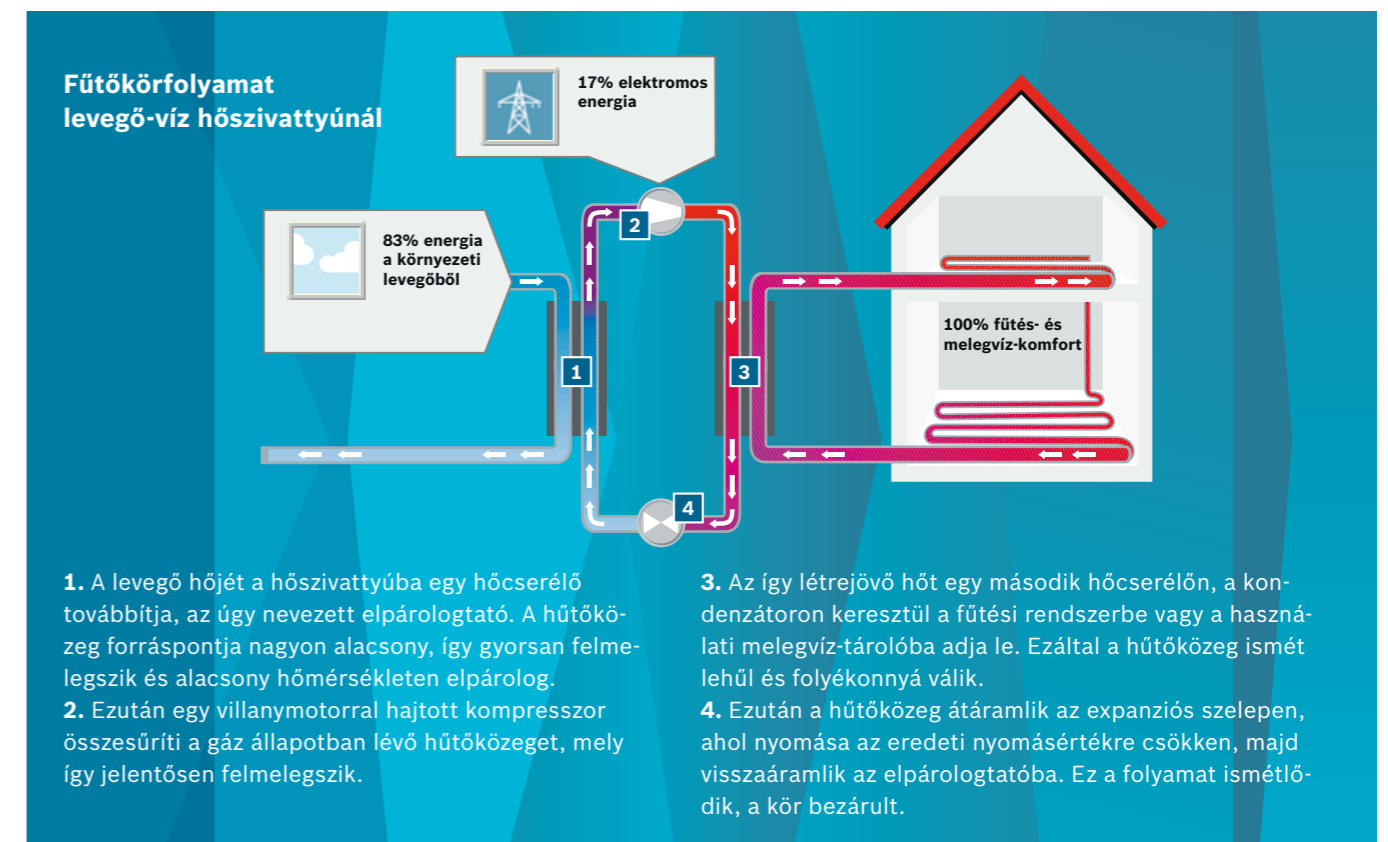 Fűtőkörfolyamat
levegő-víz hőszivattyúnál
17% elektromos
energia
83% energia
a környezeti
levegőből
2
1
3
4
100% fűtés- és
melegvíz-komfort
1. A levegő hőjét a hőszivattyúba egy hőcserélő
továbbítja, az úgy nevezett elpárologtató. A hűtőkö-
zeg forráspontja nagyon alacsony, így gyorsan felme-
legszik és alacsony hőmérsékleten elpárolog.
2. Ezután egy villanymotorral hajtott kompresszor
összesűríti a gáz állapotban lévő hűtőközeget, mely
így jelentősen felmelegszik.
3. Az így létrejövő hőt egy második hőcserélőn, a kon-
denzátoron keresztül a fűtési rendszerbe vagy a haszná-
lati melegvíz-tárolóba adja le. Ezáltal a hűtőközeg ismét
lehűl és folyékonnyá válik.
4. Ezután a hűtőközeg átáramlik az expanziós szelepen,
ahol nyomása az eredeti nyomásértékre csökken, majd
visszaáramlik az elpárologtatóba. Ez a folyamat ismétlő-
dik, a kör bezárult.